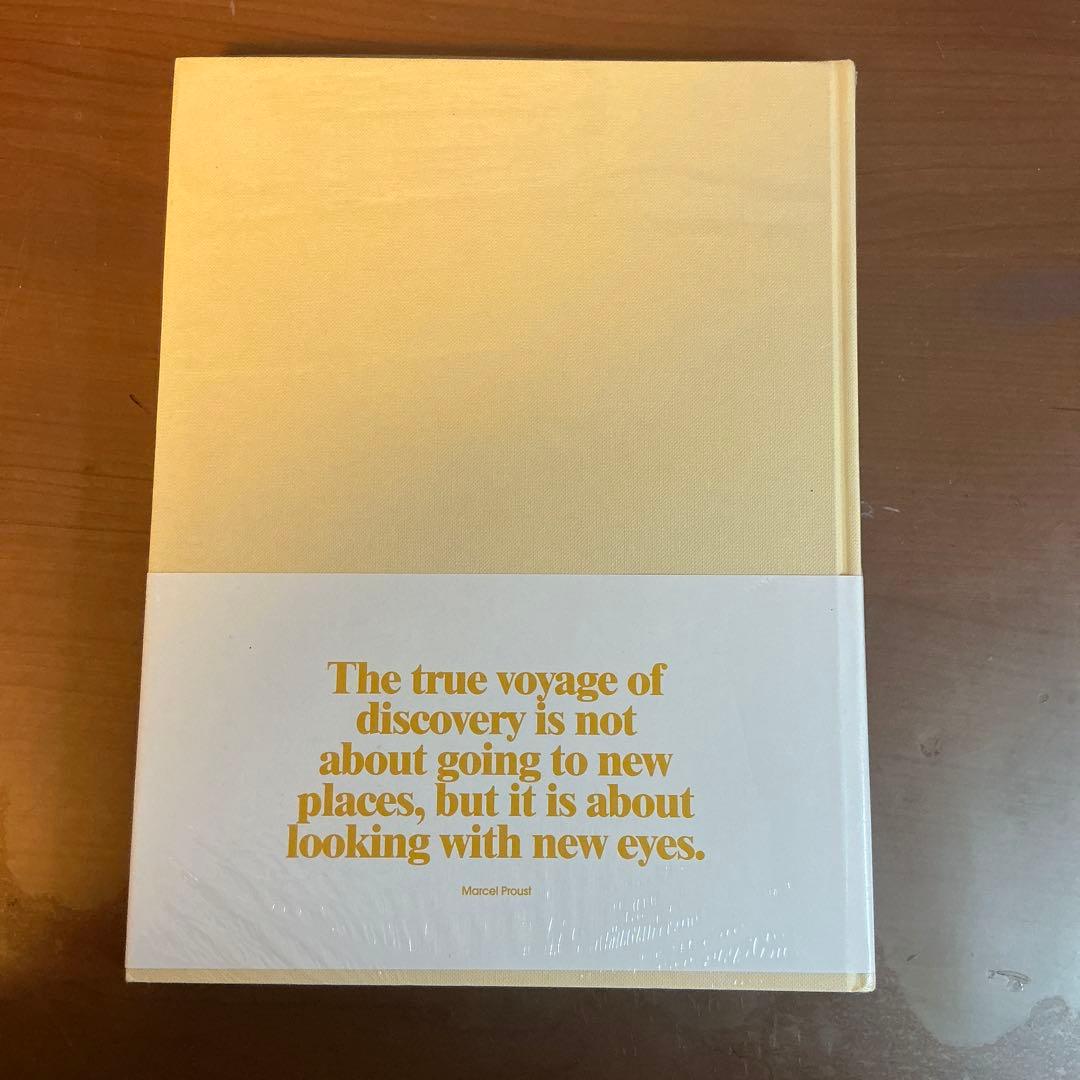 The true voyage of
discovery is not
about going to new
places, but it is about
looking with new eyes.
Marcel Proust